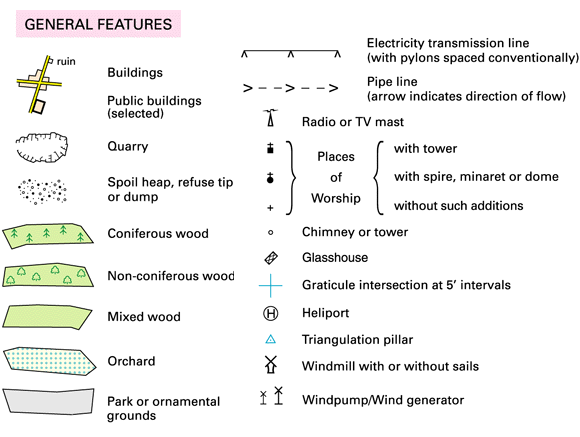 GENERAL FEATURES
ruin
Buildings
Public buildings
(selected)
Quarry
Spoil heap, refuse tip
or dump
Coniferous wood
Non-coniferous wood
Mixed wood
Orchard
Park or ornamental
grounds
Electricity transmission line
(with pylons spaced conventionally)
Pipe line
(arrow indicates direction of flow)
Radio or TV mast
Places
of
Worship
with tower
with spire, minaret or dome
without such additions
Chimney or tower
Glasshouse
Graticule intersection at 5' intervals
H
Heliport
Triangulation pillar
Windmill with or without sails
Windpump/Wind generator